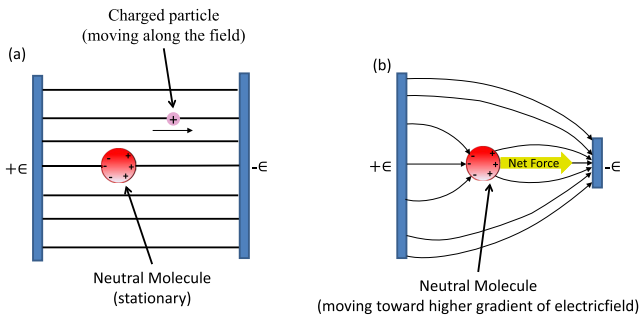 Charged particle
(moving along the field)
(a)
+
+∈
-∈
- - - + + +
Neutral Molecule
(stationary)
(b)
+∈
-∈
- - - + + +
Net Force
Neutral Molecule
(moving toward higher gradient of electricfield)